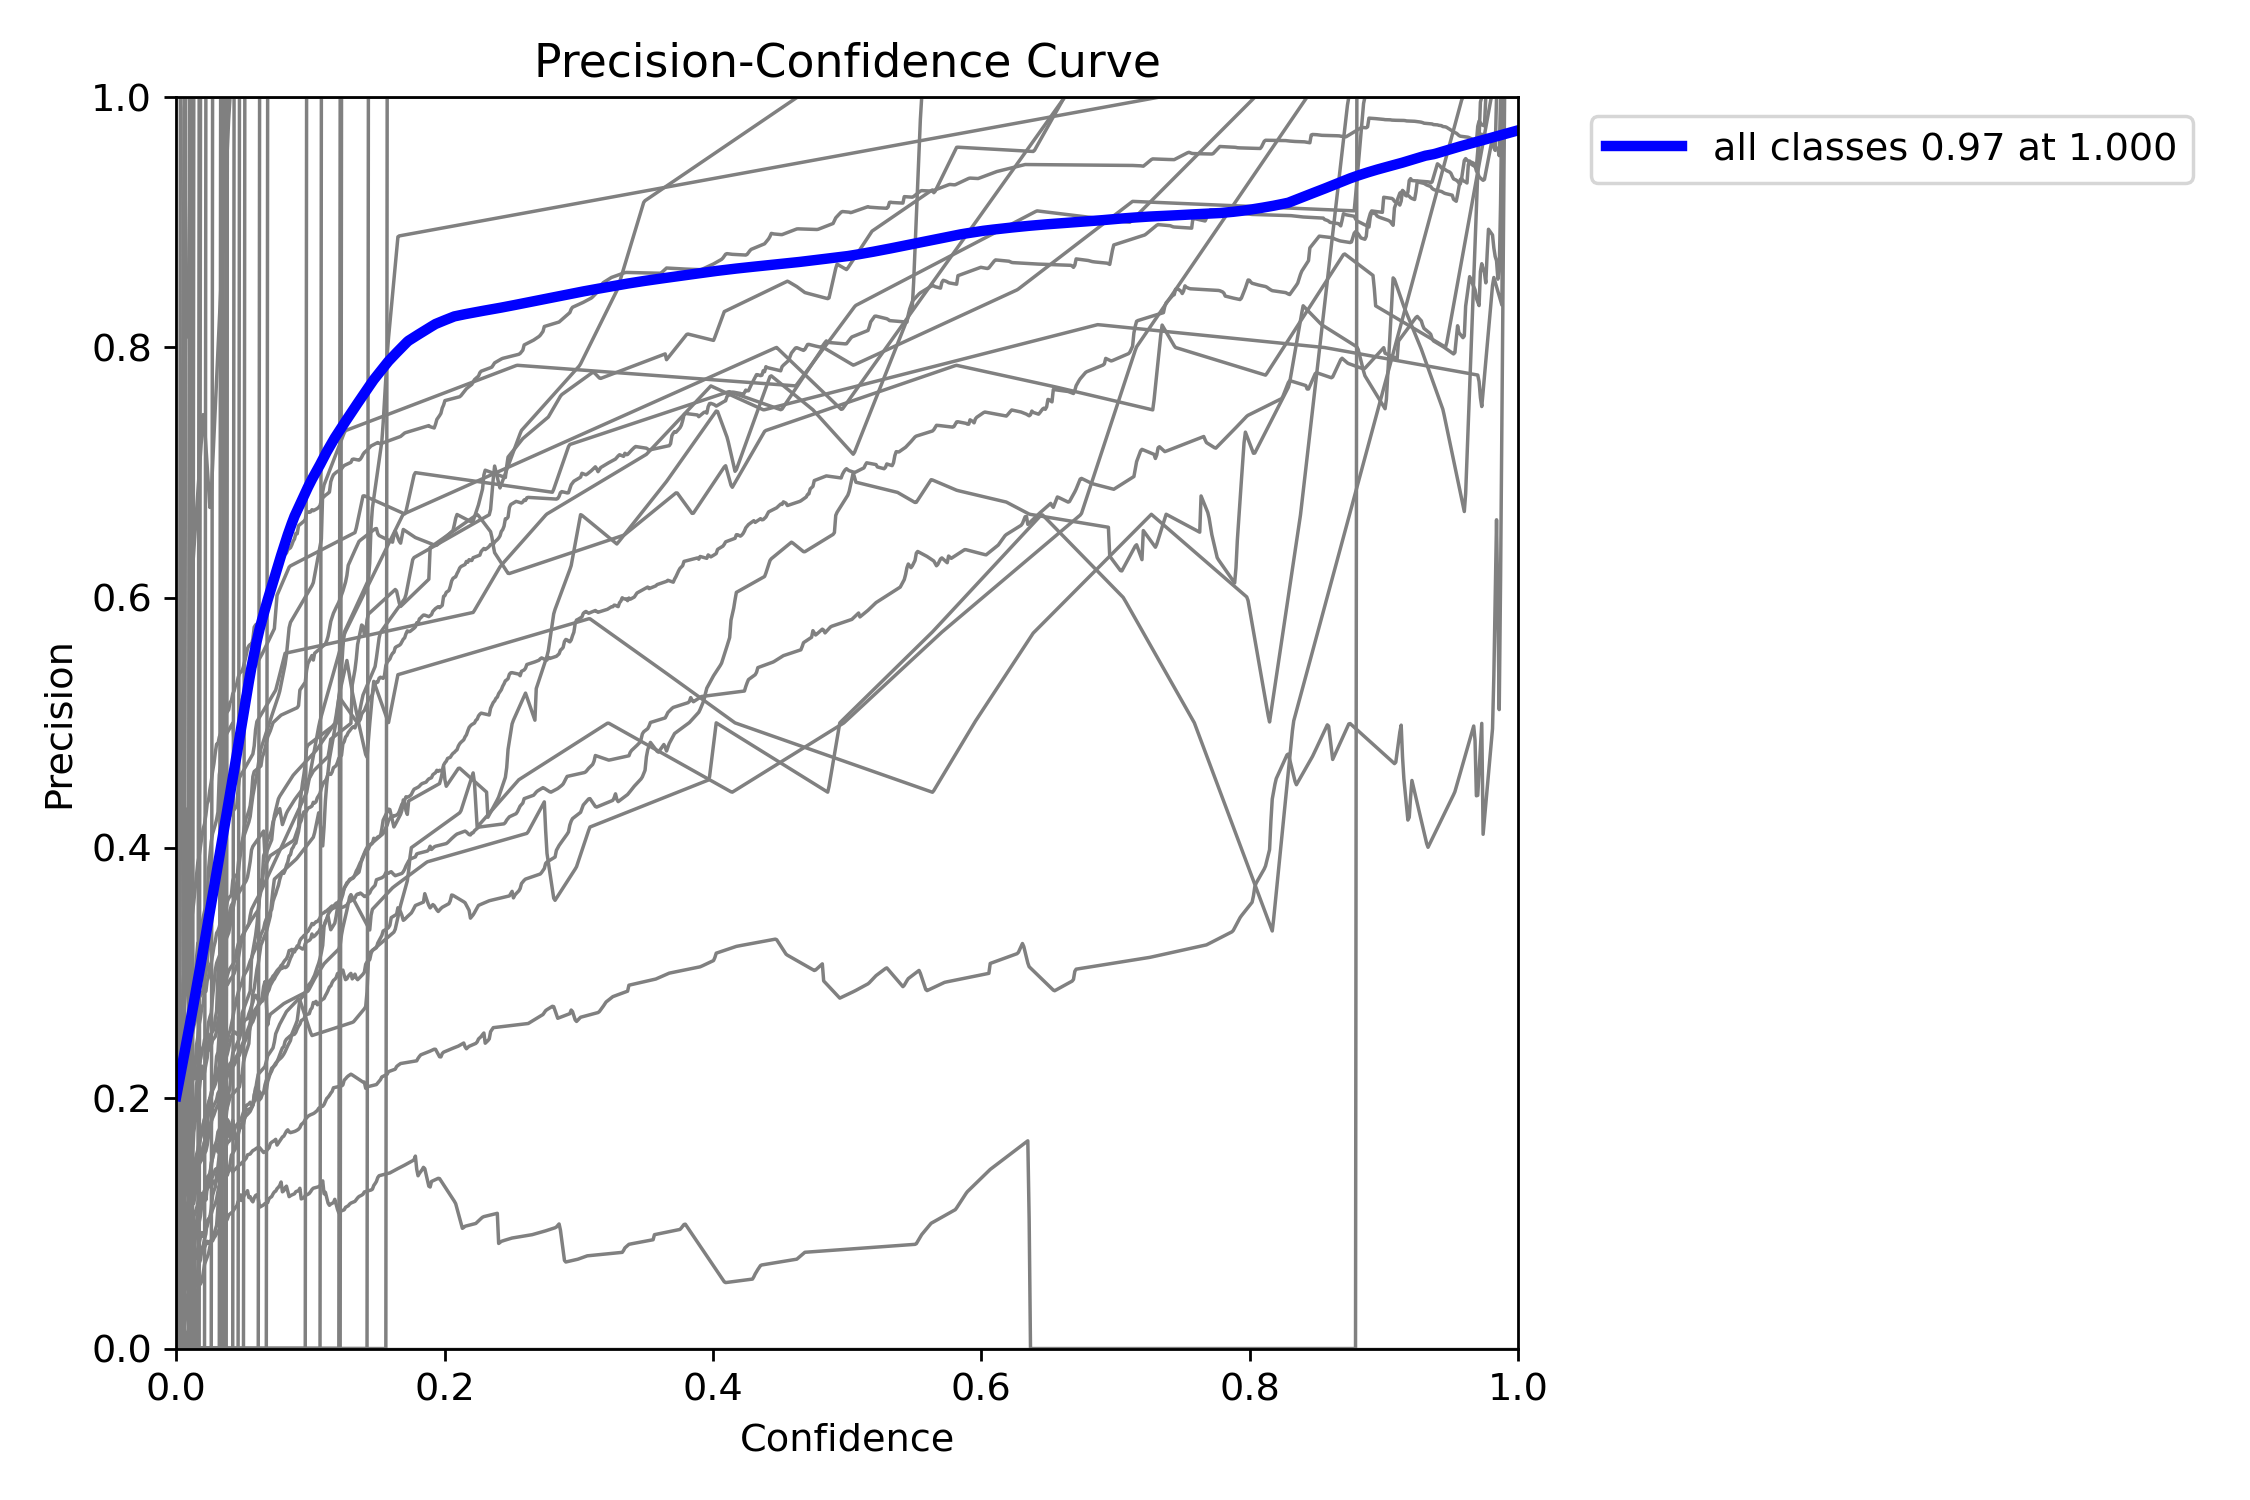 Precision-Confidence Curve
all classes 0.97 at 1.000
1.0
0.8
0.6
0.4
0.2
0.0
Precision
0.0 0.2 0.4 0.6 0.8 1.0
Confidence